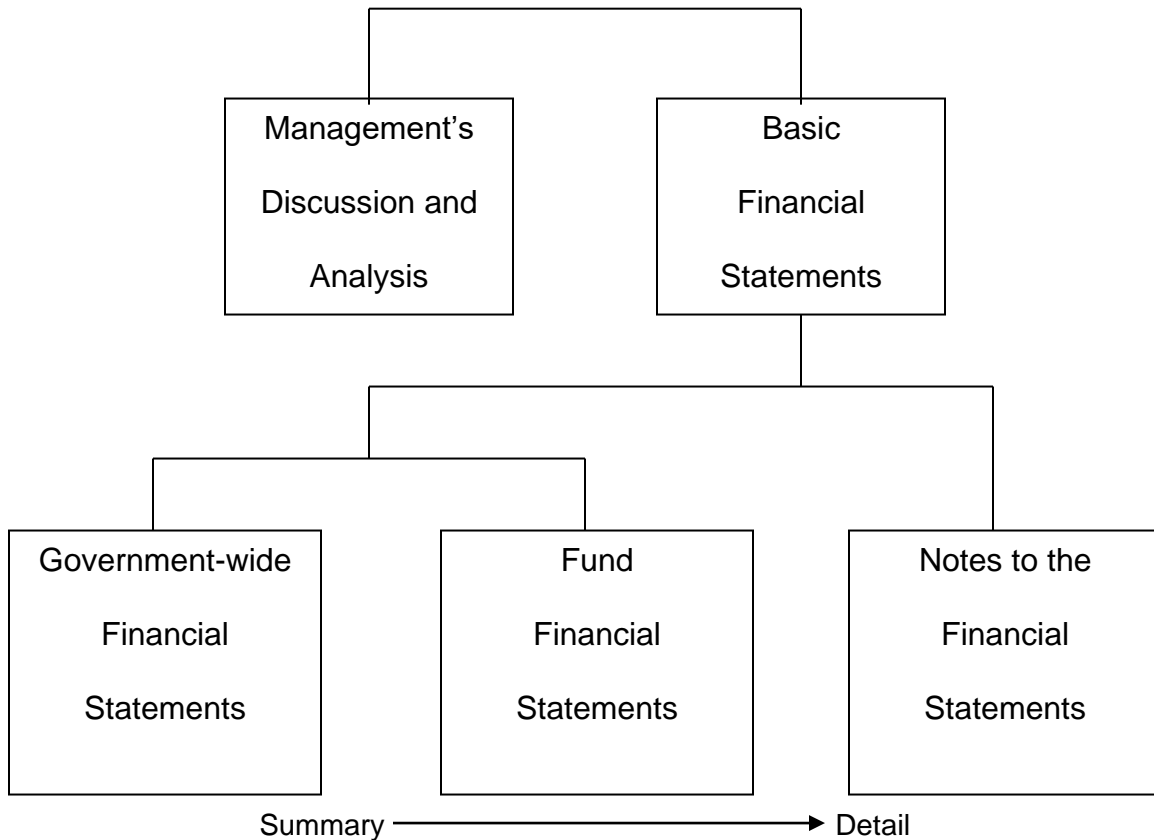 Management’s
Discussion and
Analysis
Basic
Financial
Statements
Government-wide
Financial
Statements
Fund
Financial
Statements
Notes to the
Financial
Statements
Summary
Detail